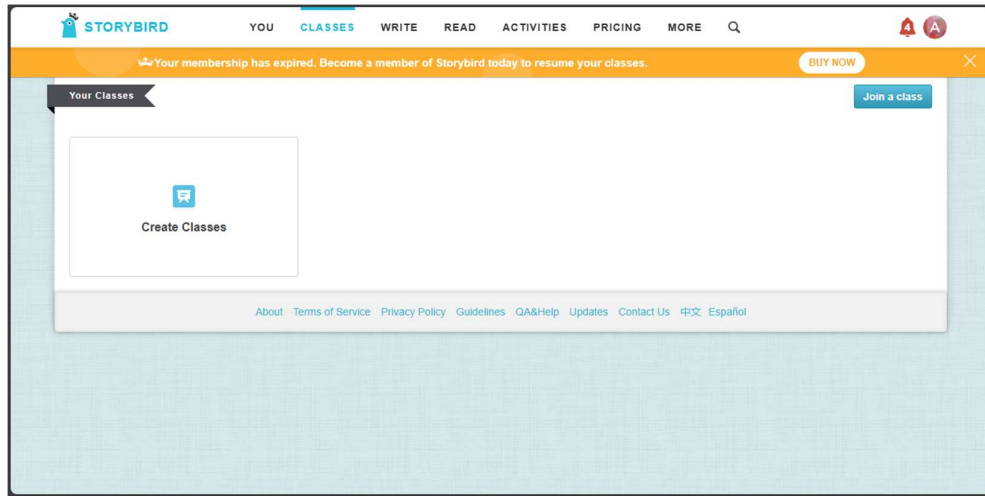 STORYBIRD YOU CLASSES WRITE READ ACTIVITIES PRICING MORE 4 A
Your membership has expired. Become a member of Storybird today to resume your classes. BUY NOW
Your Classes Join a class
Create Classes
About Terms of Service Privacy Policy Guidelines QA&Help Updates Contact Us 中文 Español